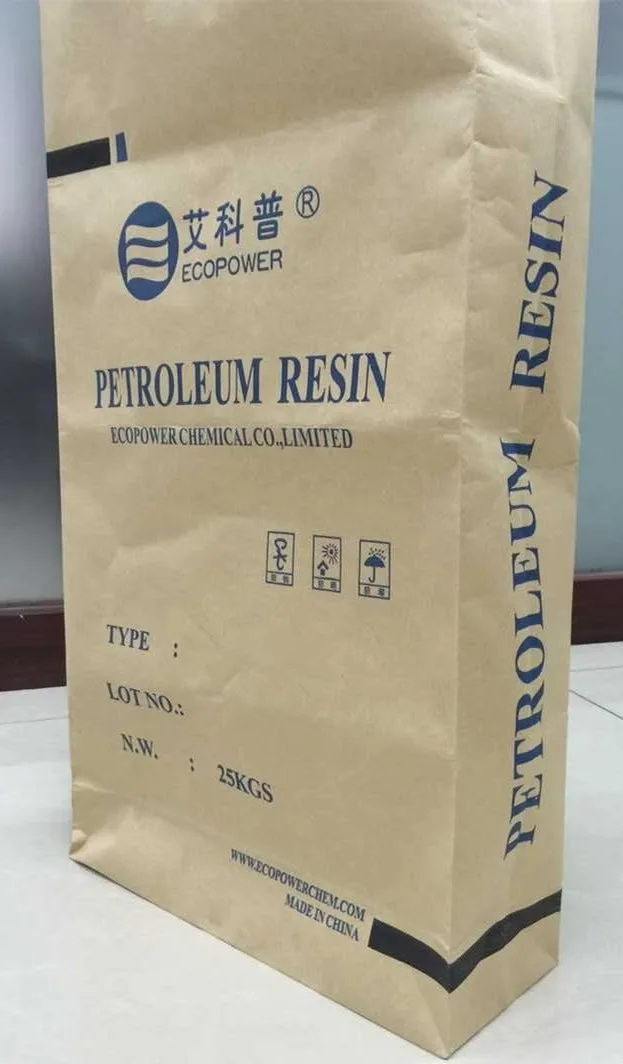 艾科普®
ECOPOWER
PETROLEUM RESIN
ECOPOWER CHEMICAL CO.,LIMITED
TYPE :
LOT NO.:
N.W. : 25KGS
WWW.ECOPOWERCHEM.COM
MADE IN CHINA
PETROLEUM RESIN